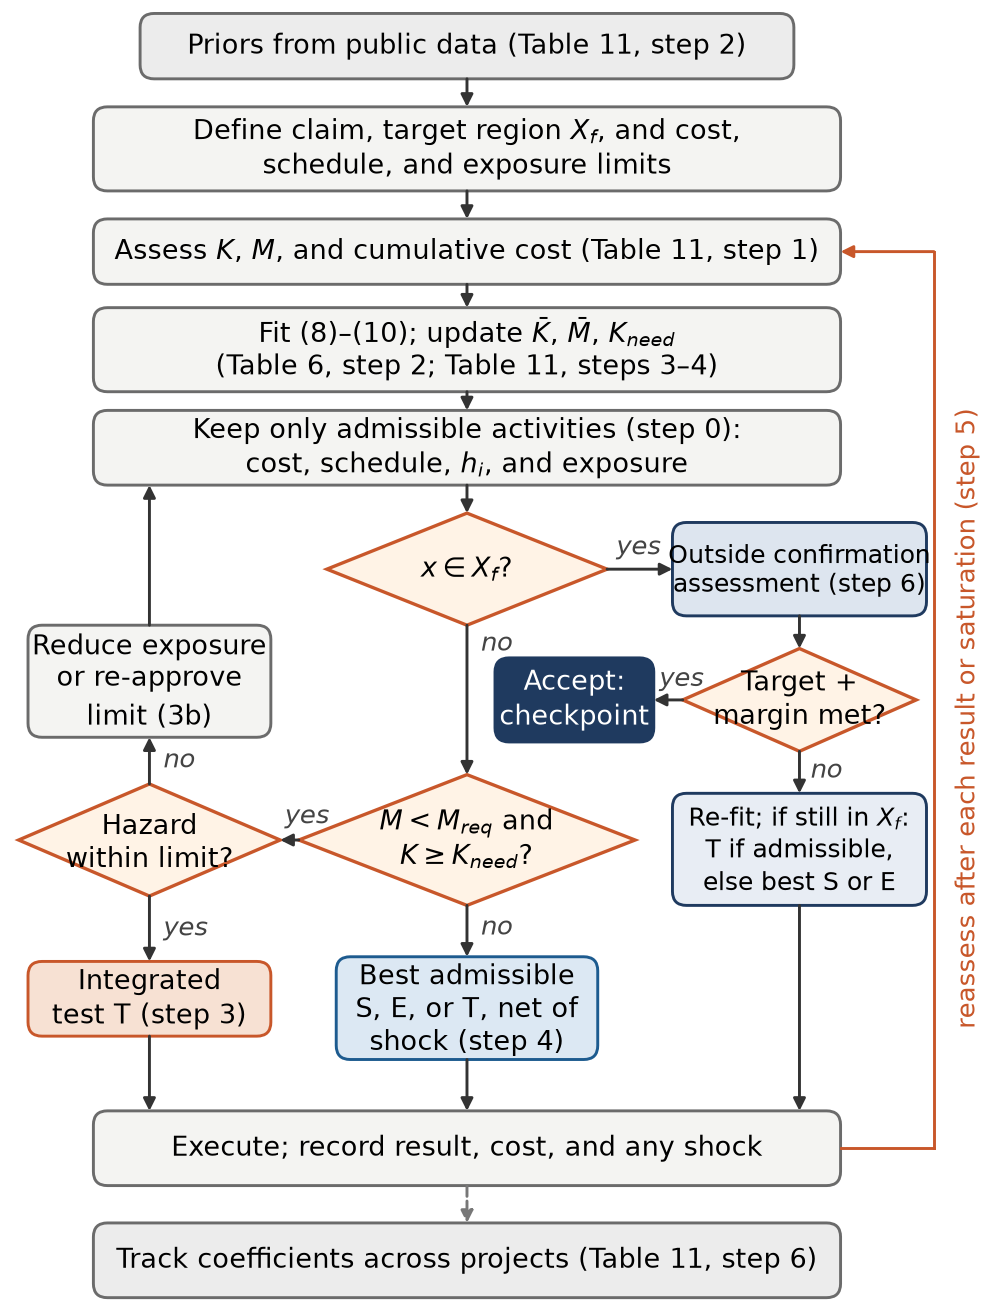 Priors from public data (Table 11, step 2)
Define claim, target region X_f, and cost,
schedule, and exposure limits
Assess K, M, and cumulative cost (Table 11, step 1)
Fit (8)–(10); update K̄, M̄, K_need
(Table 6, step 2; Table 11, steps 3–4)
Keep only admissible activities (step 0):
cost, schedule, h_i, and exposure
x ∈ X_f?
yes
Outside confirmation
assessment (step 6)
no
Target +
margin met?
yes
Accept:
checkpoint
no
Re-fit; if still in X_f:
T if admissible,
else best S or E
Reduce exposure
or re-approve
limit (3b)
no
M < M_req and
K ≥ K_need?
yes
Hazard
within limit?
yes
Integrated
test T (step 3)
no
Best admissible
S, E, or T, net of
shock (step 4)
Execute; record result, cost, and any shock
reassess after each result or saturation (step 5)
Track coefficients across projects (Table 11, step 6)